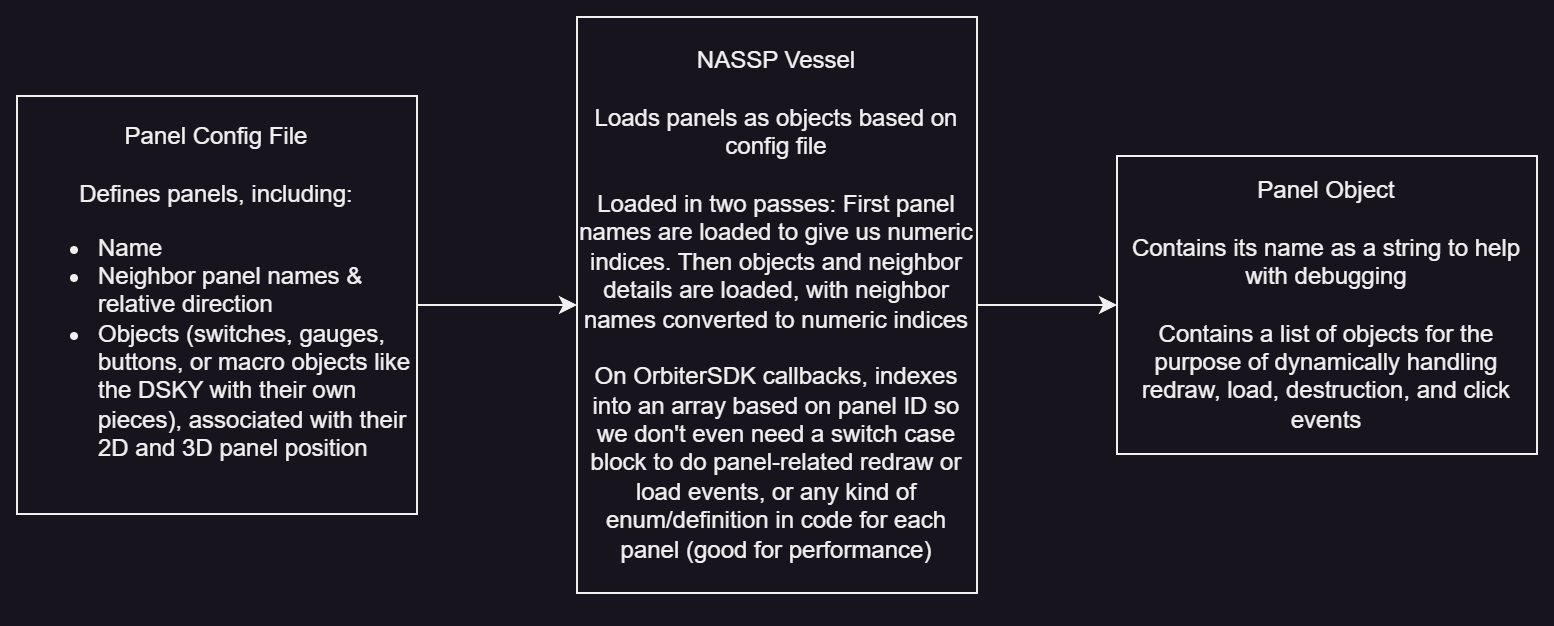 Panel Config File
Defines panels, including:
• Name
• Neighbor panel names &
relative direction
• Objects (switches, gauges,
buttons, or macro objects like
the DSKY with their own
pieces), associated with their
2D and 3D panel position
NASSP Vessel
Loads panels as objects based on
config file
Loaded in two passes: First panel
names are loaded to give us numeric
indices. Then objects and neighbor
details are loaded, with neighbor
names converted to numeric indices
On OrbiterSDK callbacks, indexes
into an array based on panel ID so
we don't even need a switch case
block to do panel-related redraw or
load events, or any kind of
enum/definition in code for each
panel (good for performance)
Panel Object
Contains its name as a string to help
with debugging
Contains a list of objects for the
purpose of dynamically handling
redraw, load, destruction, and click
events